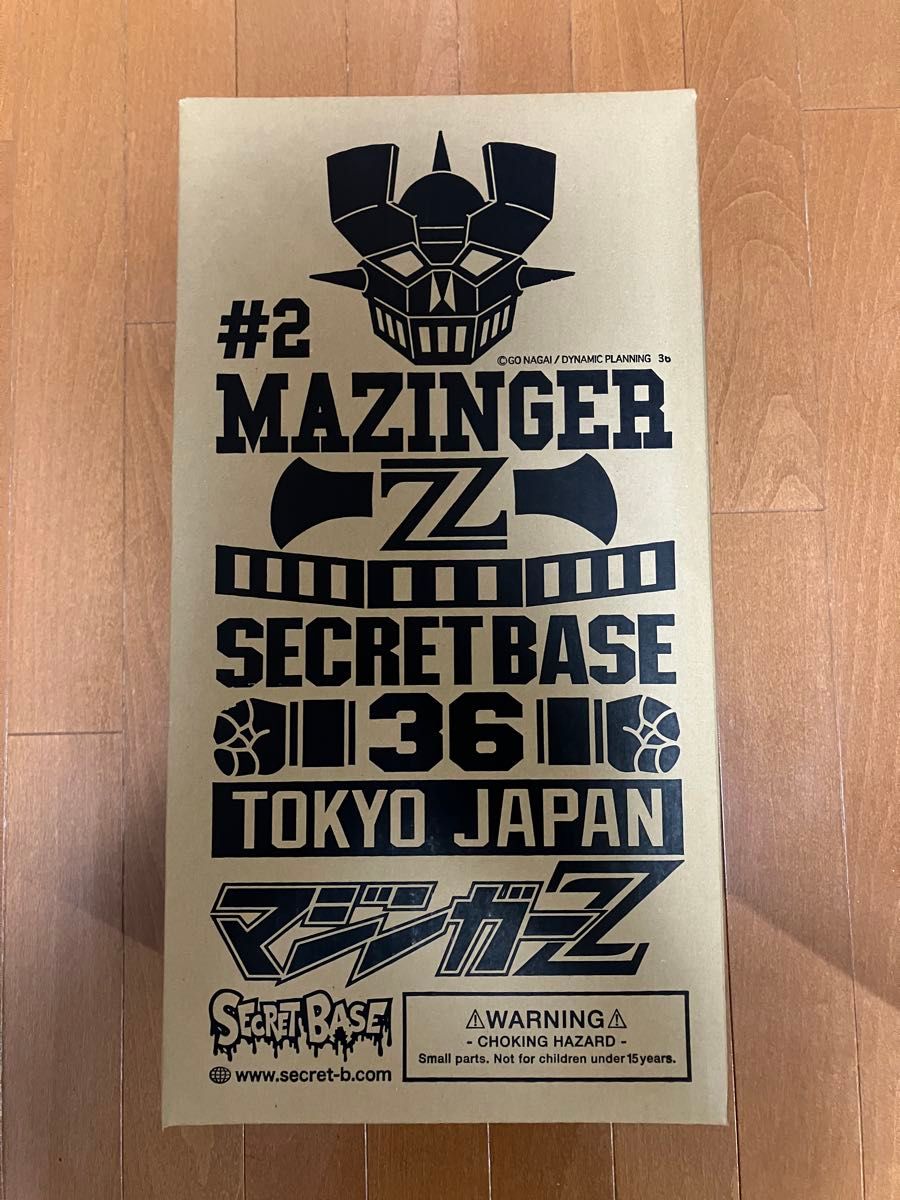 #2
©GO NAGAI / DYNAMIC PLANNING 36
MAZINGER
Z
SECRET BASE
36
TOKYO JAPAN
マジンガーZ
SECRET BASE
www.secret-b.com
⚠WARNING⚠
- CHOKING HAZARD -
Small parts. Not for children under 15 years.